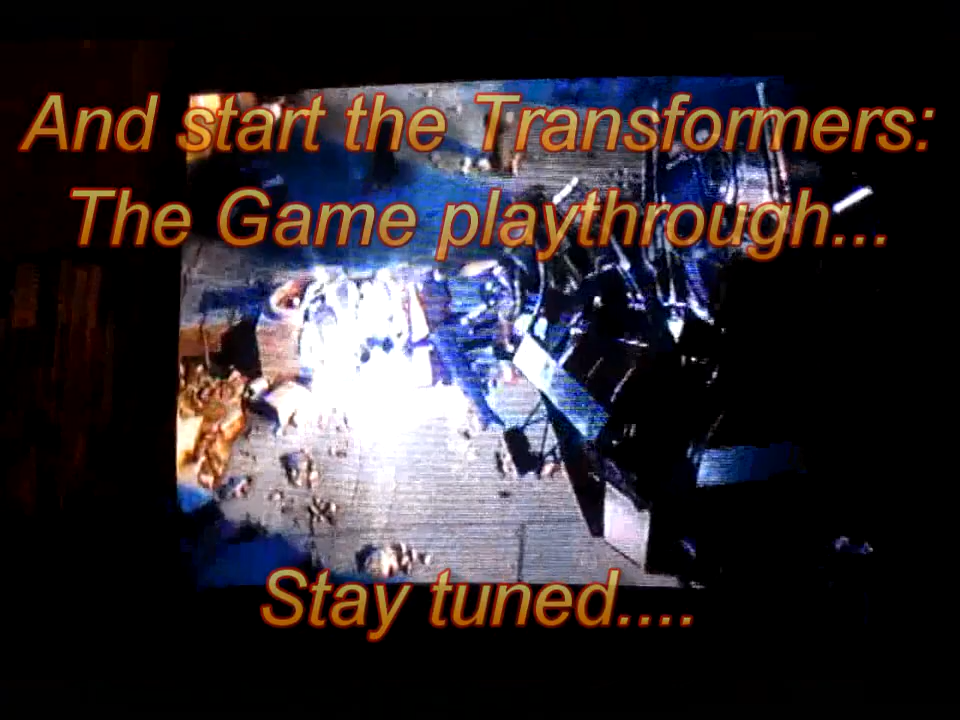 And start the Transformers:
The Game playthrough...
Stay tuned....